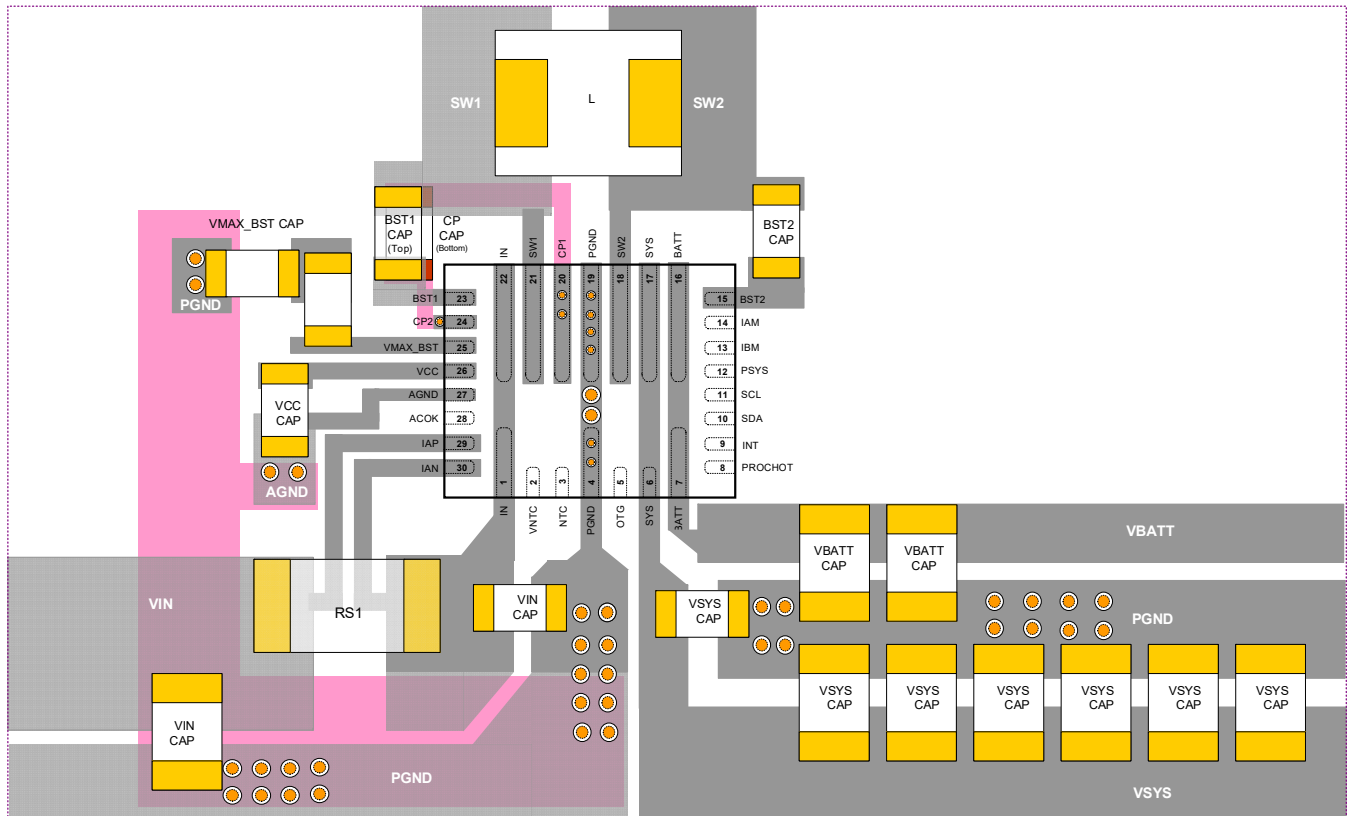 SW1
L
SW2
VMAX_BST CAP
BST1
CAP
(Top)
CP
CAP
(Bottom)
BST2
CAP
IN
SW1
CP1
PGND
SW2
SYS
BATT
22
21
20
19
18
17
16
PGND
BST1
23
CP2
24
VMAX_BST
25
VCC
26
AGND
27
ACOK
28
IAP
29
IAN
30
15
BST2
14
IAM
13
IBM
12
PSYS
11
SCL
10
SDA
9
INT
8
PROCHOT
VCC
CAP
AGND
1
2
3
4
5
6
7
IN
VNTC
NTC
PGND
OTG
SYS
BATT
VBATT
VBATT
CAP
VBATT
CAP
VIN
RS1
VIN
CAP
VSYS
CAP
PGND
VSYS
CAP
VSYS
CAP
VSYS
CAP
VSYS
CAP
VSYS
CAP
VSYS
CAP
VIN
CAP
PGND
VSYS